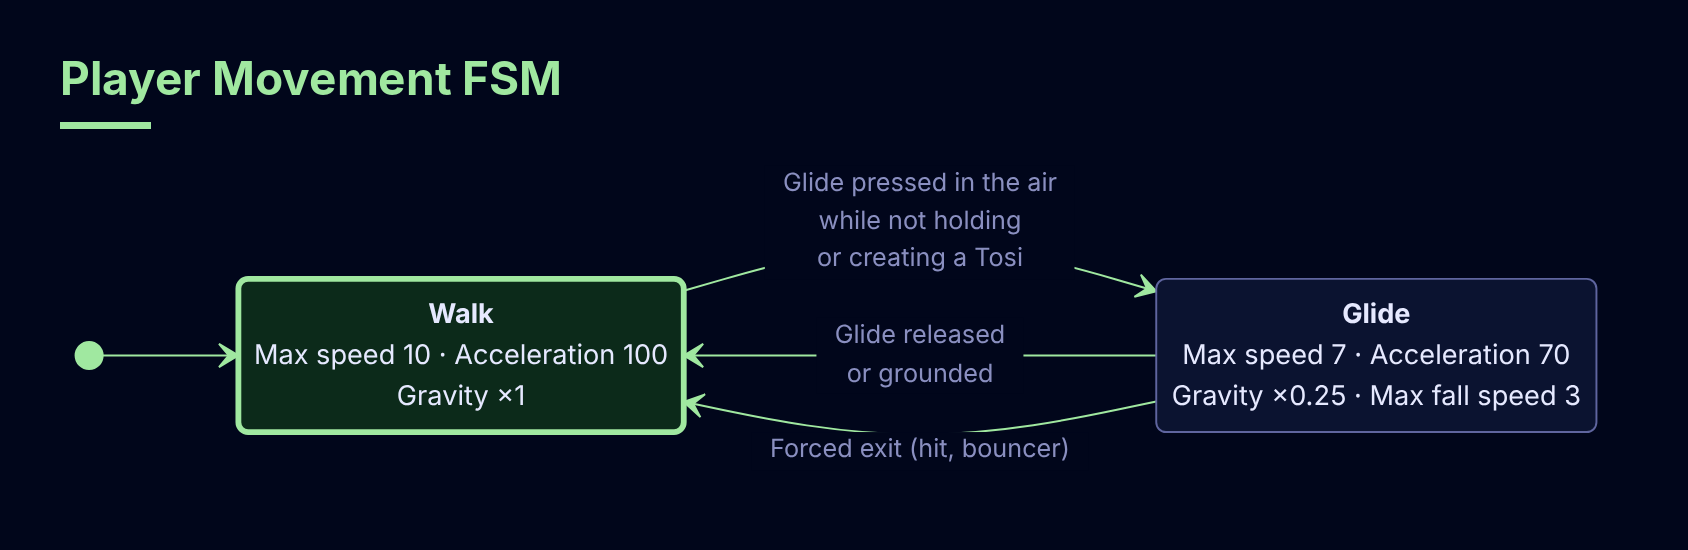 Player Movement FSM
Glide pressed in the air
while not holding
or creating a Tosi
Walk
Max speed 10 · Acceleration 100
Gravity ×1
Glide released
or grounded
Glide
Max speed 7 · Acceleration 70
Gravity ×0.25 · Max fall speed 3
Forced exit (hit, bouncer)